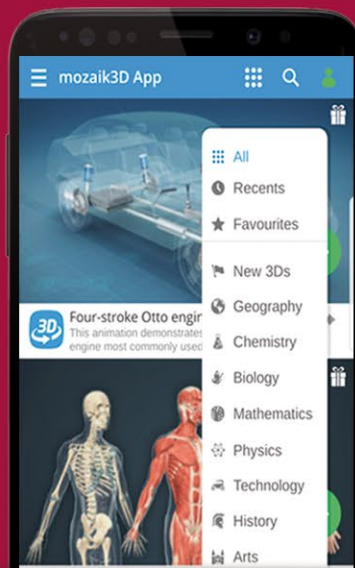 mozaik3D App
All
Recents
Favourites
New 3Ds
Four-stroke Otto engin
3D
This animation demonstrates
engine most commonly used
Geography
Chemistry
Biology
Mathematics
Physics
Technology
History
Arts